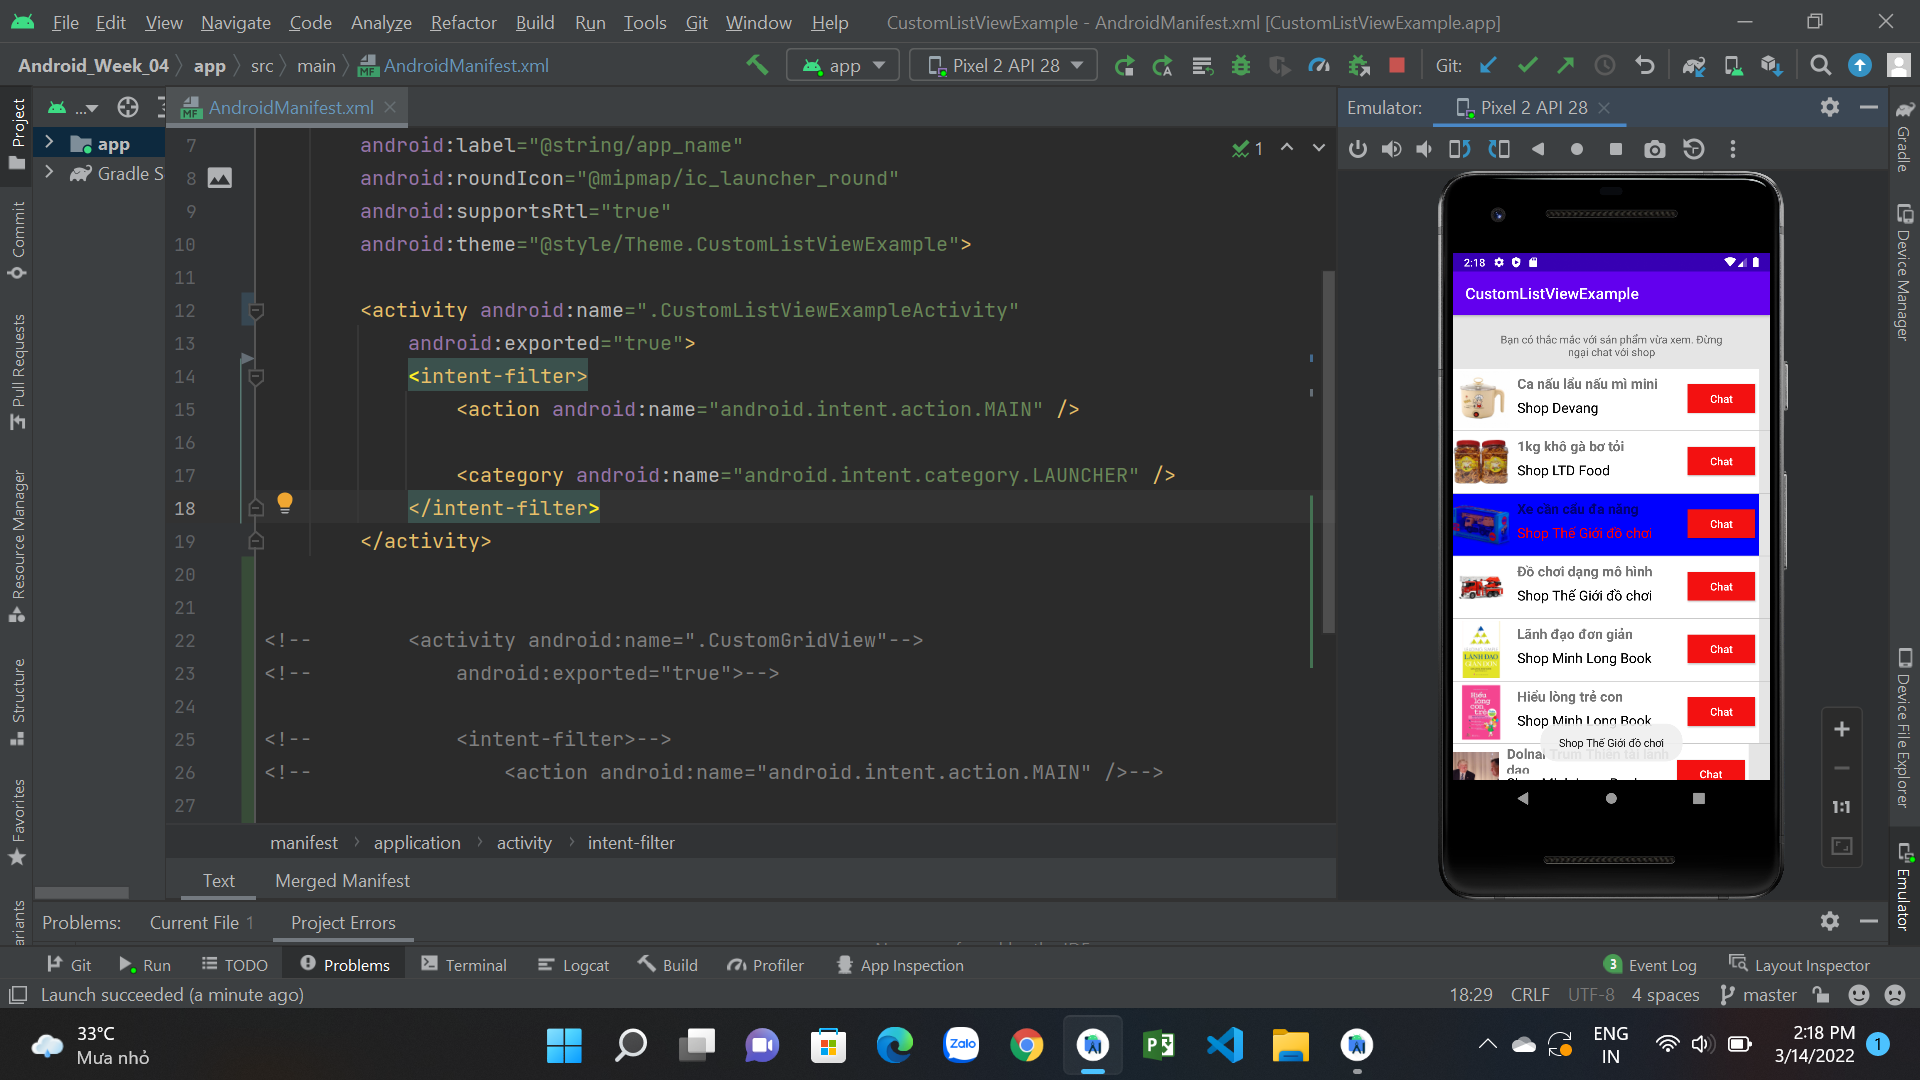 File Edit View Navigate Code Analyze Refactor Build Run Tools Git Window Help CustomListViewExample - AndroidManifest.xml [CustomListViewExample.app]
Android_Week_04 app src main AndroidManifest.xml app Pixel 2 API 28 Git:
... AndroidManifest.xml Emulator: Pixel 2 API 28
Project
Commit
Pull Requests
Resource Manager
Structure
Favorites
ariants
app
Gradle S
1
7 android:label="@string/app_name"
8 android:roundIcon="@mipmap/ic_launcher_round"
9 android:supportsRtl="true"
10 android:theme="@style/Theme.CustomListViewExample">
11
12 <activity android:name=".CustomListViewExampleActivity"
13 android:exported="true">
14 <intent-filter>
15 <action android:name="android.intent.action.MAIN" />
16
17 <category android:name="android.intent.category.LAUNCHER" />
18 </intent-filter>
19 </activity>
20
21
22 <!-- <activity android:name=".CustomGridView"-->
23 <!-- android:exported="true">-->
24
25 <!-- <intent-filter>-->
26 <!-- <action android:name="android.intent.action.MAIN" />-->
27
manifest application activity intent-filter
Text Merged Manifest
2:18
CustomListViewExample
Bạn có thắc mắc với sản phẩm vừa xem. Đừng
ngại chat với shop
Ca nấu lẩu nấu mì mini
Shop Devang
Chat
1kg khô gà bơ tỏi
Shop LTD Food
Chat
Xe cần cẩu đa năng
Shop Thế Giới đồ chơi
Chat
Đồ chơi dạng mô hình
Shop Thế Giới đồ chơi
Chat
LÃNH ĐẠO
Lãnh đạo đơn giản
Shop Minh Long Book
Chat
Hiểu lòng con trẻ
Hiểu lòng trẻ con
Shop Minh Long Book
Chat
Shop Thế Giới đồ chơi
Dolnal Trum Thiên tài lãnh
đạo
Chat
1:1
Gradle
Device Manager
Device File Explorer
Emulator
Problems: Current File 1 Project Errors
Git Run TODO Problems Terminal Logcat Build Profiler App Inspection 3 Event Log Layout Inspector
Launch succeeded (a minute ago) 18:29 CRLF UTF-8 4 spaces master
33°C
Mưa nhỏ
Zalo
ENG
IN
2:18 PM
3/14/2022
1